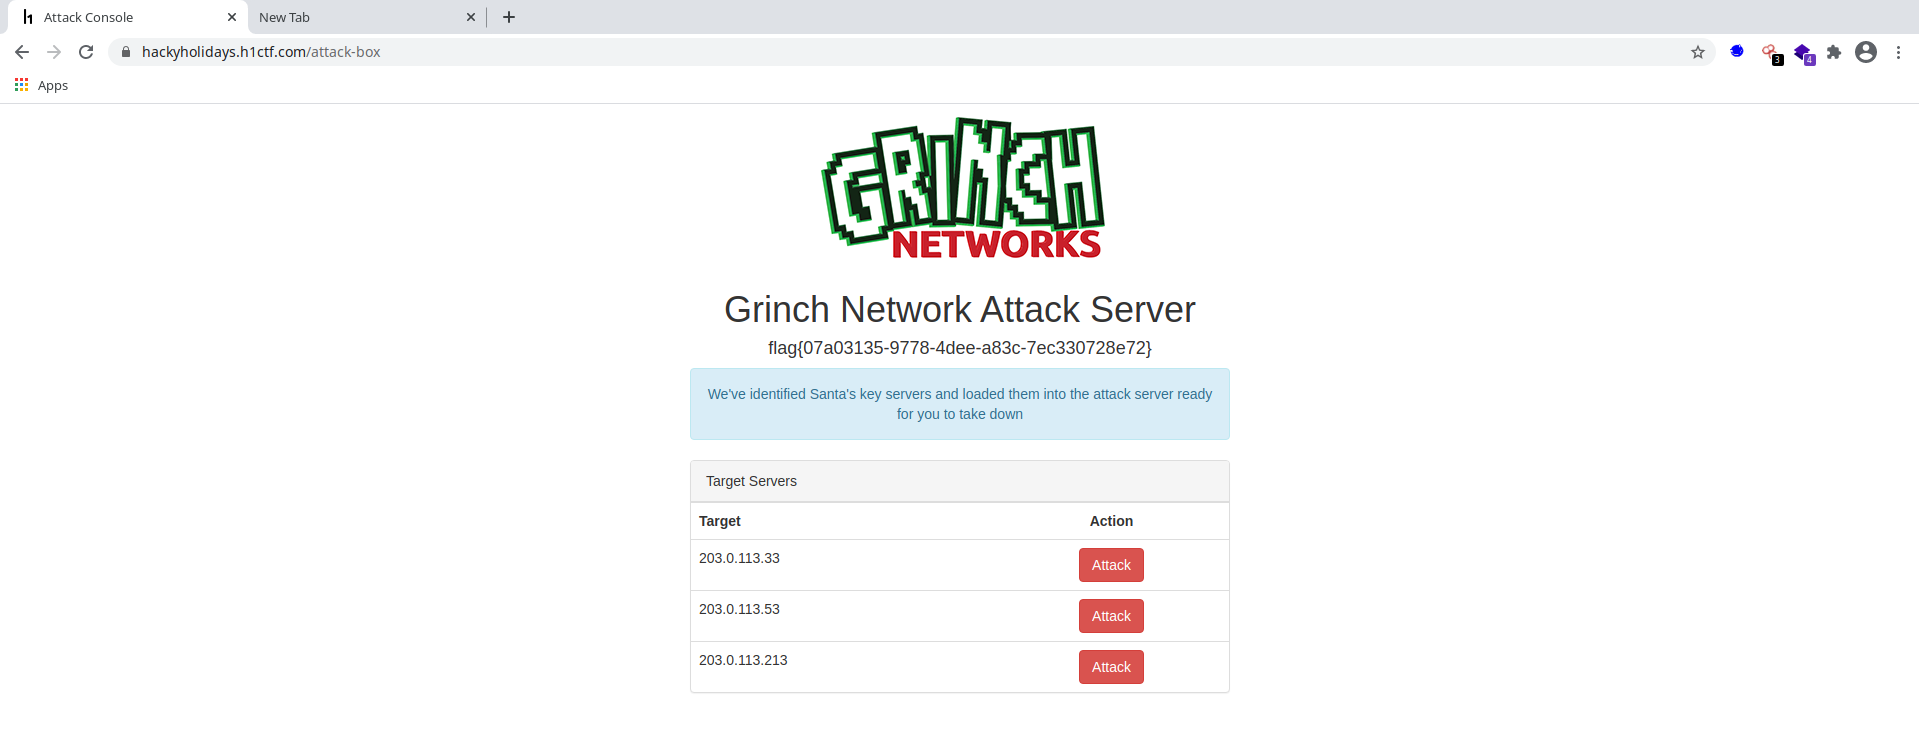 Attack Console
New Tab
hackyholidays.h1ctf.com/attack-box
3
4
Apps
GRINCH
NETWORKS
Grinch Network Attack Server
flag{07a03135-9778-4dee-a83c-7ec330728e72}
We've identified Santa's key servers and loaded them into the attack server ready
for you to take down
Target Servers
Target Action
203.0.113.33 Attack
203.0.113.53 Attack
203.0.113.213 Attack